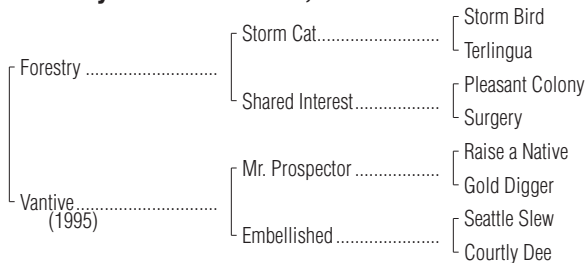 Storm Bird
Storm Cat....................
Terlingua
Forestry ..........................
Pleasant Colony
Shared Interest..................
Surgery
Raise a Native
Mr. Prospector ..................
Gold Digger
Vantive............................
(1995)
Seattle Slew
Embellished .....................
Courtly Dee